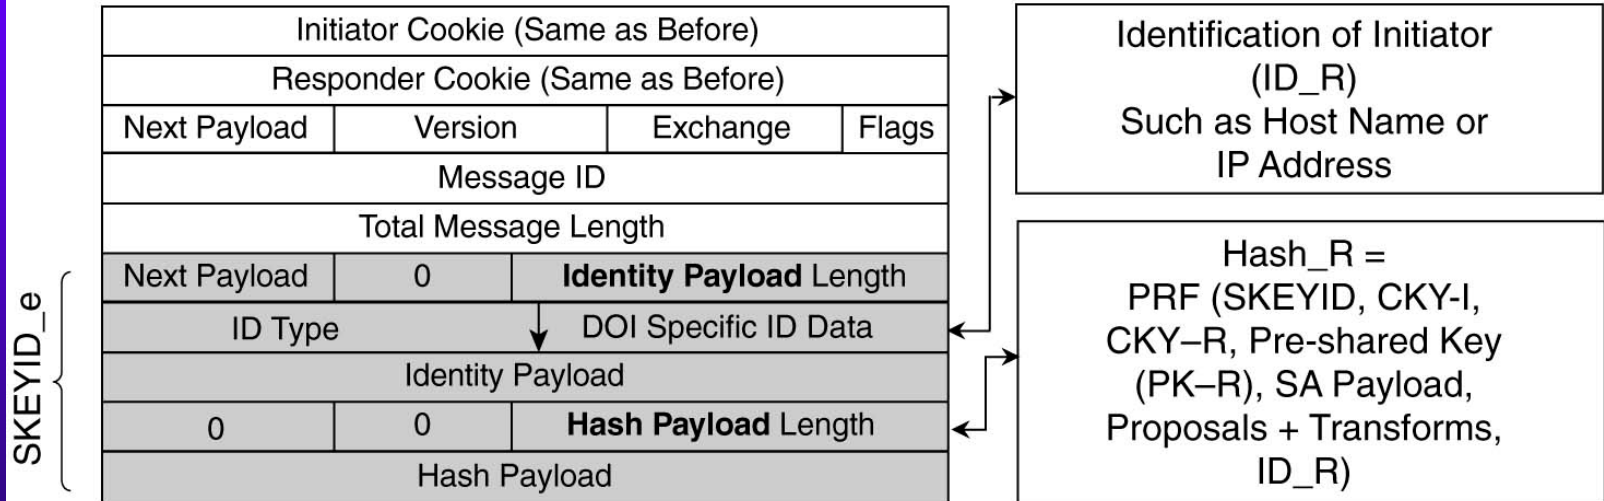 Initiator Cookie (Same as Before)
Responder Cookie (Same as Before)
Next Payload Version Exchange Flags
Message ID
Total Message Length
Next Payload 0 Identity Payload Length
ID Type DOI Specific ID Data
Identity Payload
0 0 Hash Payload Length
Hash Payload
SKEYID_e
Identification of Initiator
(ID_R)
Such as Host Name or
IP Address
Hash_R =
PRF (SKEYID, CKY-I,
CKY–R, Pre-shared Key
(PK–R), SA Payload,
Proposals + Transforms,
ID_R)